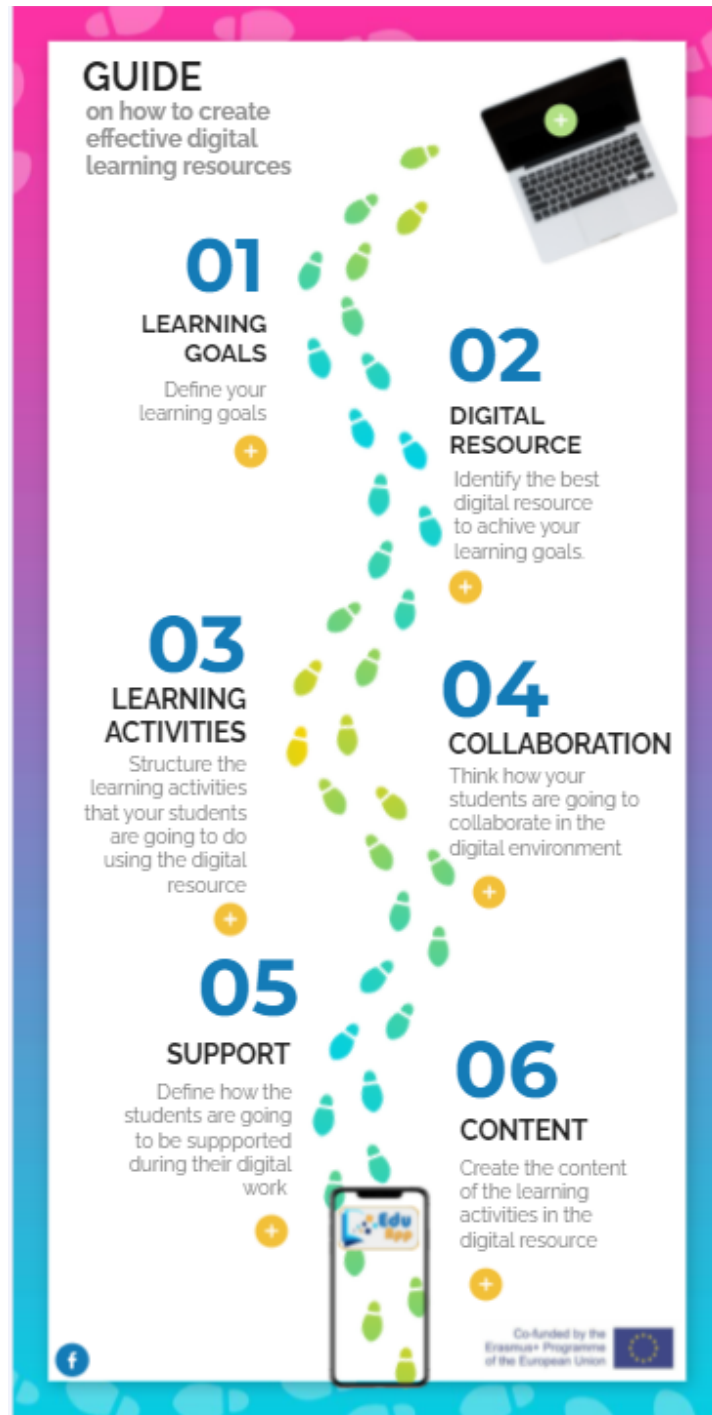 GUIDE
on how to create
effective digital
learning resources
01
LEARNING
GOALS
Define your
learning goals
02
DIGITAL
RESOURCE
Identify the best
digital resource
to achive your
learning goals.
03
LEARNING
ACTIVITIES
Structure the
learning activities
that your students
are going to do
using the digital
resource
04
COLLABORATION
Think how your
students are going to
collaborate in the
digital environment
05
SUPPORT
Define how the
students are going
to be suppported
during their digital
work
06
CONTENT
Create the content
of the learning
activities in the
digital resource
Edu
App
Co-funded by the
Erasmus+ Programme
of the European Union
f